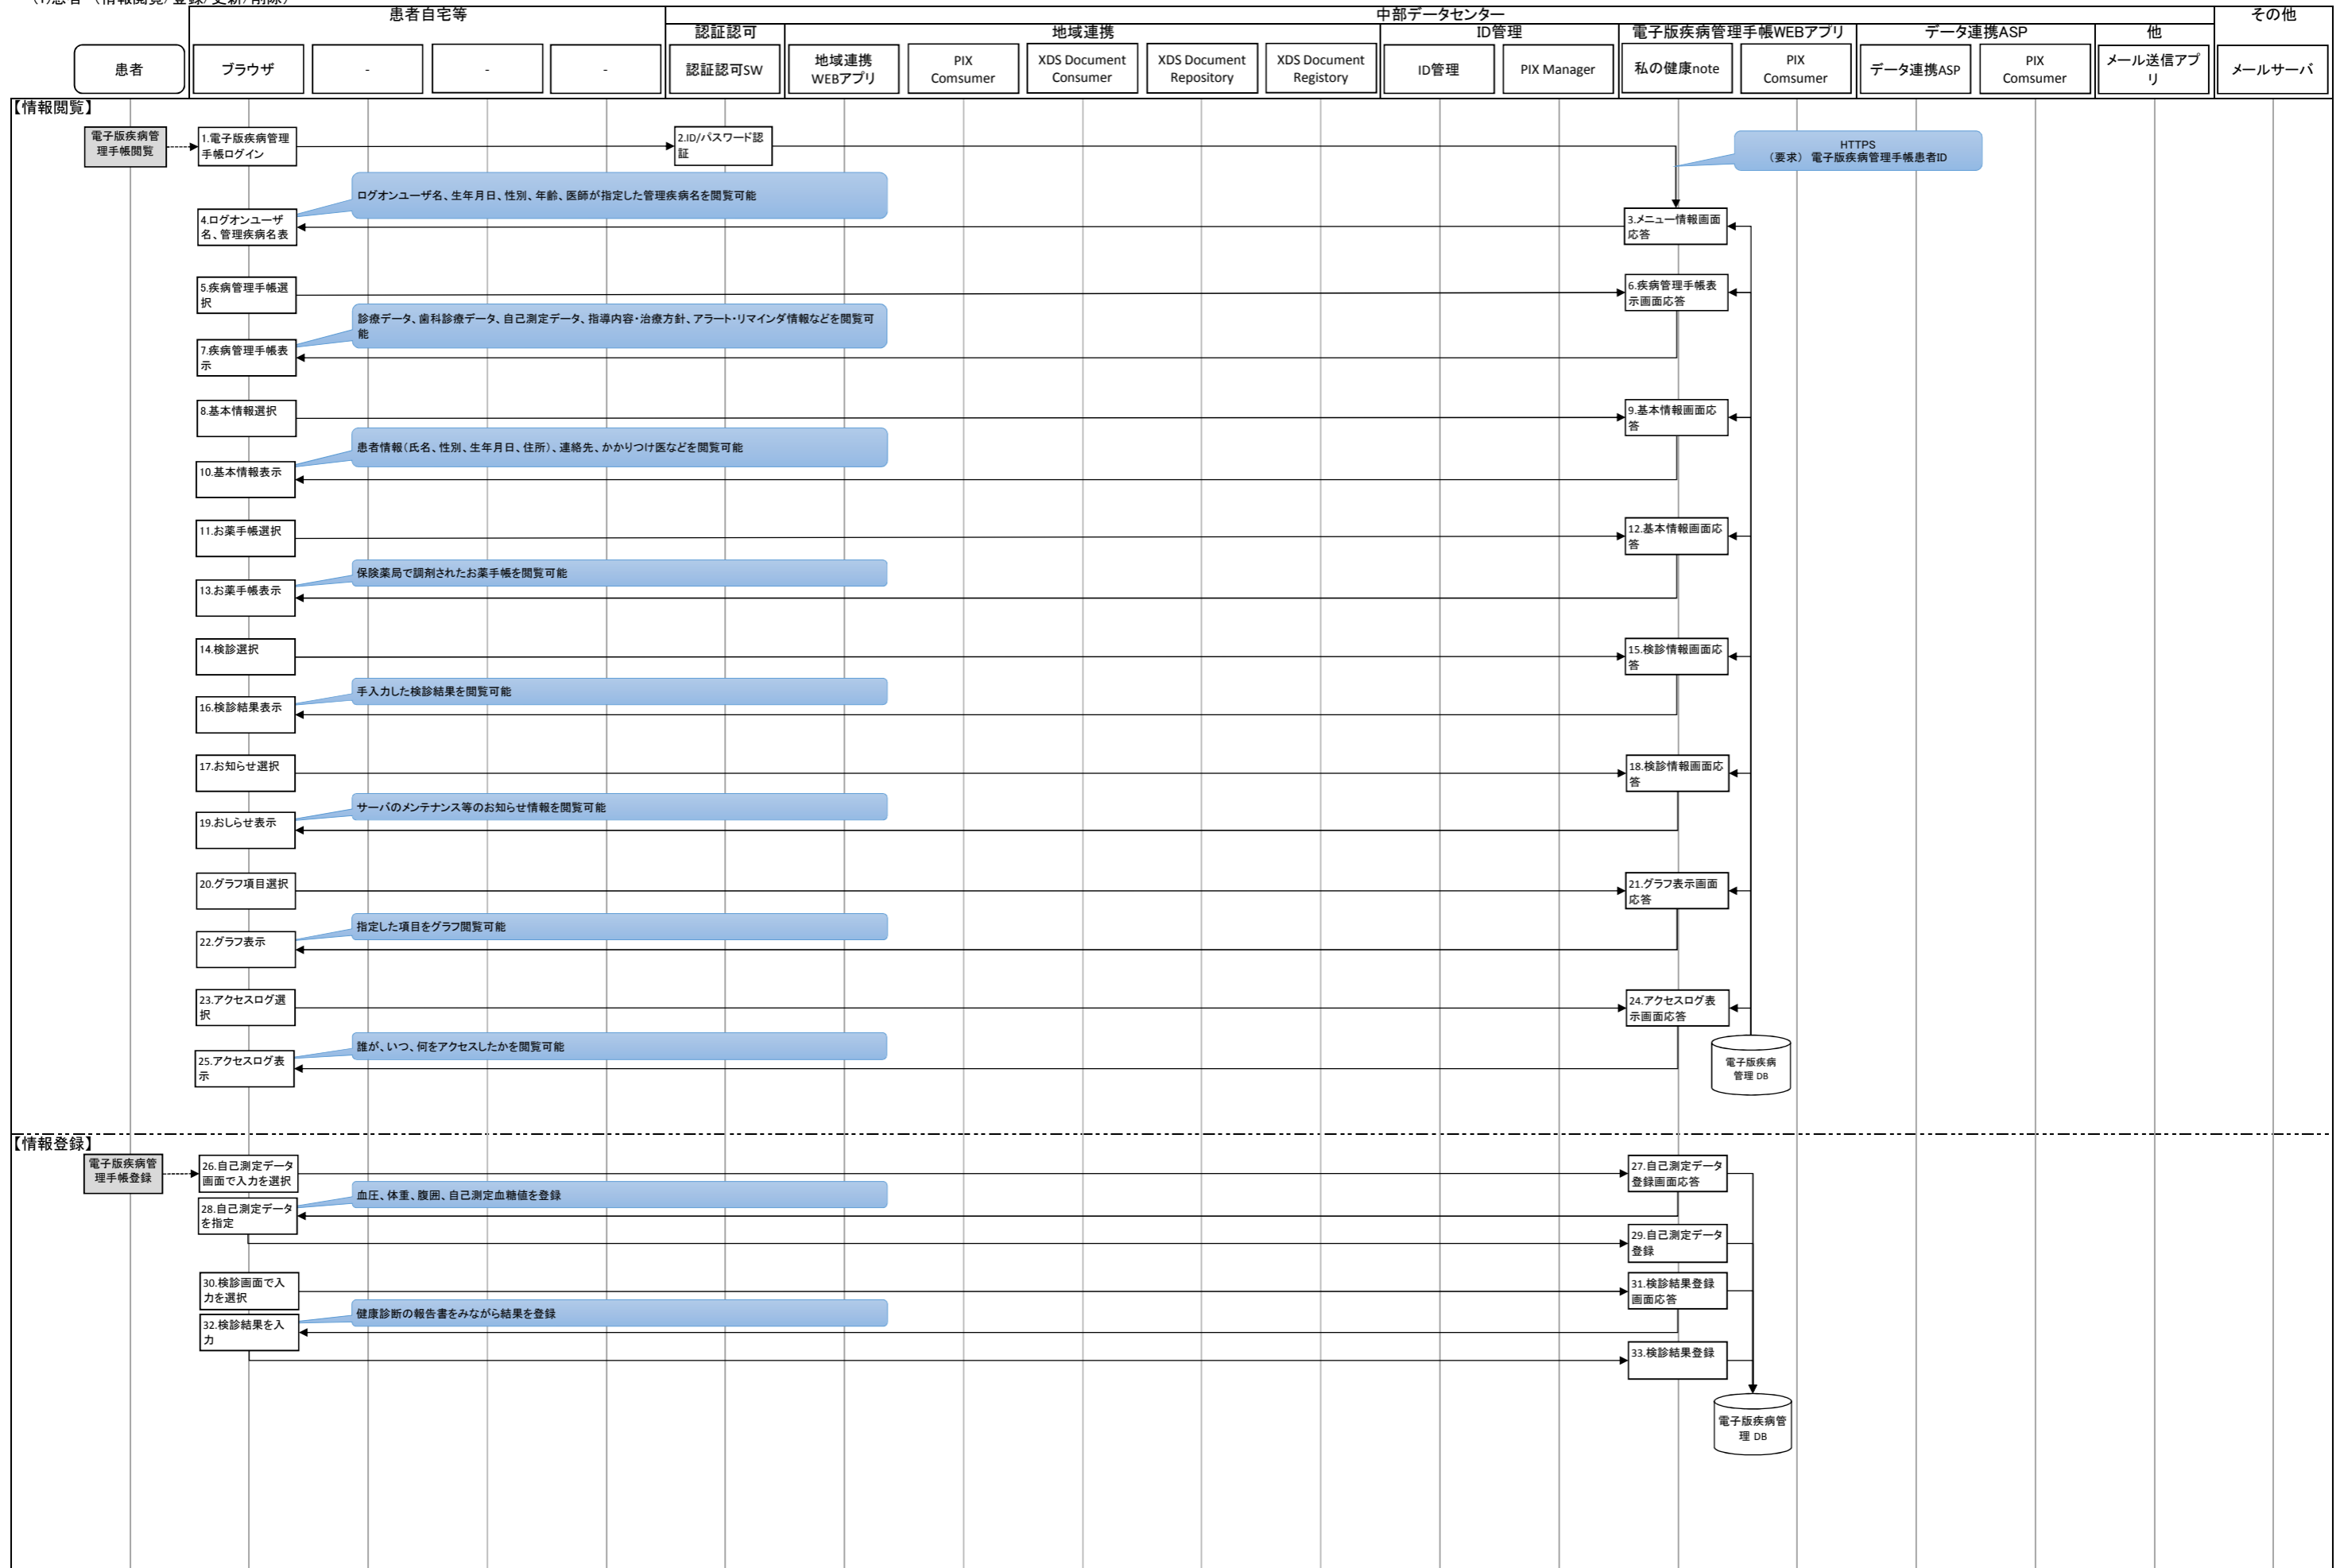 (1)患者 (情報閲覧/登録/更新/削除)
患者自宅等
中部データセンター
その他
認証認可
地域連携
ID管理
電子版疾病管理手帳WEBアプリ
データ連携ASP
他
患者
ブラウザ
-
-
-
認証認可SW
地域連携
WEBアプリ
PIX
Comsumer
XDS Document
Consumer
XDS Document
Repository
XDS Document
Registory
ID管理
PIX Manager
私の健康note
PIX
Comsumer
データ連携ASP
PIX
Comsumer
メール送信アプ
リ
メールサーバ
【情報閲覧】
電子版疾病管
理手帳閲覧
1.電子版疾病管理
手帳ログイン
2.ID/パスワード認
証
HTTPS
(要求) 電子版疾病管理手帳患者ID
ログオンユーザ名、生年月日、性別、年齢、医師が指定した管理疾病名を閲覧可能
4.ログオンユーザ
名、管理疾病名表
3.メニュー情報画面
応答
5.疾病管理手帳選
択
6.疾病管理手帳表
示画面応答
診療データ、歯科診療データ、自己測定データ、指導内容・治療方針、アラート・リマインダ情報などを閲覧可
能
7.疾病管理手帳表
示
8.基本情報選択
9.基本情報画面応
答
患者情報(氏名、性別、生年月日、住所)、連絡先、かかりつけ医などを閲覧可能
10.基本情報表示
11.お薬手帳選択
12.基本情報画面応
答
保険薬局で調剤されたお薬手帳を閲覧可能
13.お薬手帳表示
14.検診選択
15.検診情報画面応
答
手入力した検診結果を閲覧可能
16.検診結果表示
17.お知らせ選択
18.検診情報画面応
答
サーバのメンテナンス等のお知らせ情報を閲覧可能
19.おしらせ表示
20.グラフ項目選択
21.グラフ表示画面
応答
指定した項目をグラフ閲覧可能
22.グラフ表示
23.アクセスログ選
択
24.アクセスログ表
示画面応答
誰が、いつ、何をアクセスしたかを閲覧可能
25.アクセスログ表
示
電子版疾病
管理 DB
【情報登録】
電子版疾病管
理手帳登録
26.自己測定データ
画面で入力を選択
27.自己測定データ
登録画面応答
血圧、体重、腹囲、自己測定血糖値を登録
28.自己測定データ
を指定
29.自己測定データ
登録
30.検診画面で入
力を選択
31.検診結果登録
画面応答
健康診断の報告書をみながら結果を登録
32.検診結果を入
力
33.検診結果登録
電子版疾病管
理 DB